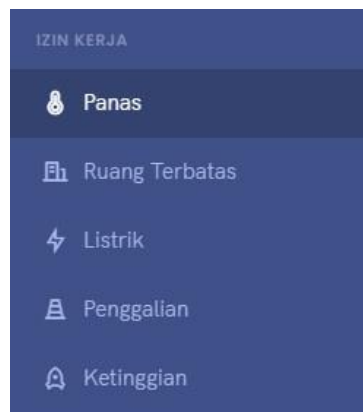 IZIN KERJA
Panas
Ruang Terbatas
Listrik
Penggalian
Ketinggian